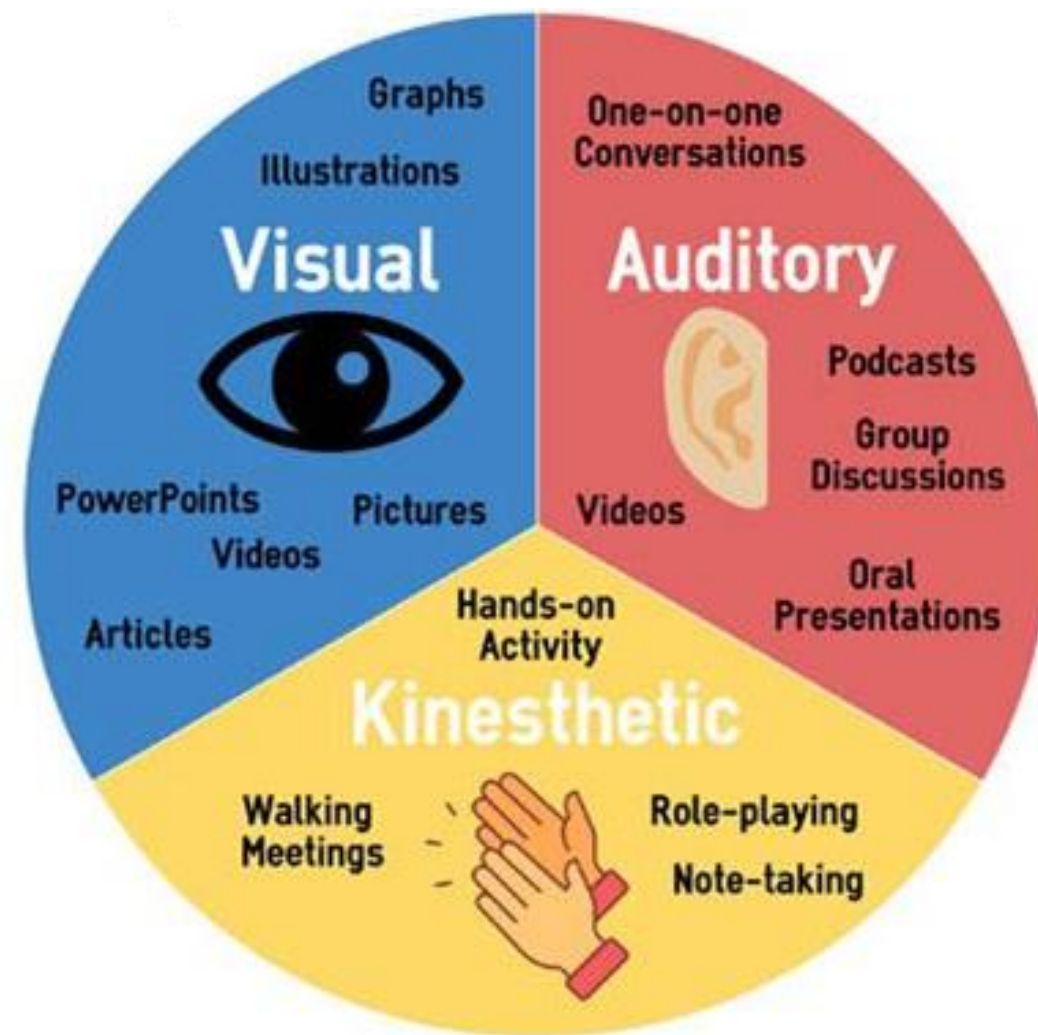 Graphs
Illustrations
Visual
PowerPoints
Pictures
Videos
Articles
One-on-one
Conversations
Auditory
Podcasts
Group
Discussions
Videos
Oral
Presentations
Hands-on
Activity
Kinesthetic
Walking
Meetings
Role-playing
Note-taking